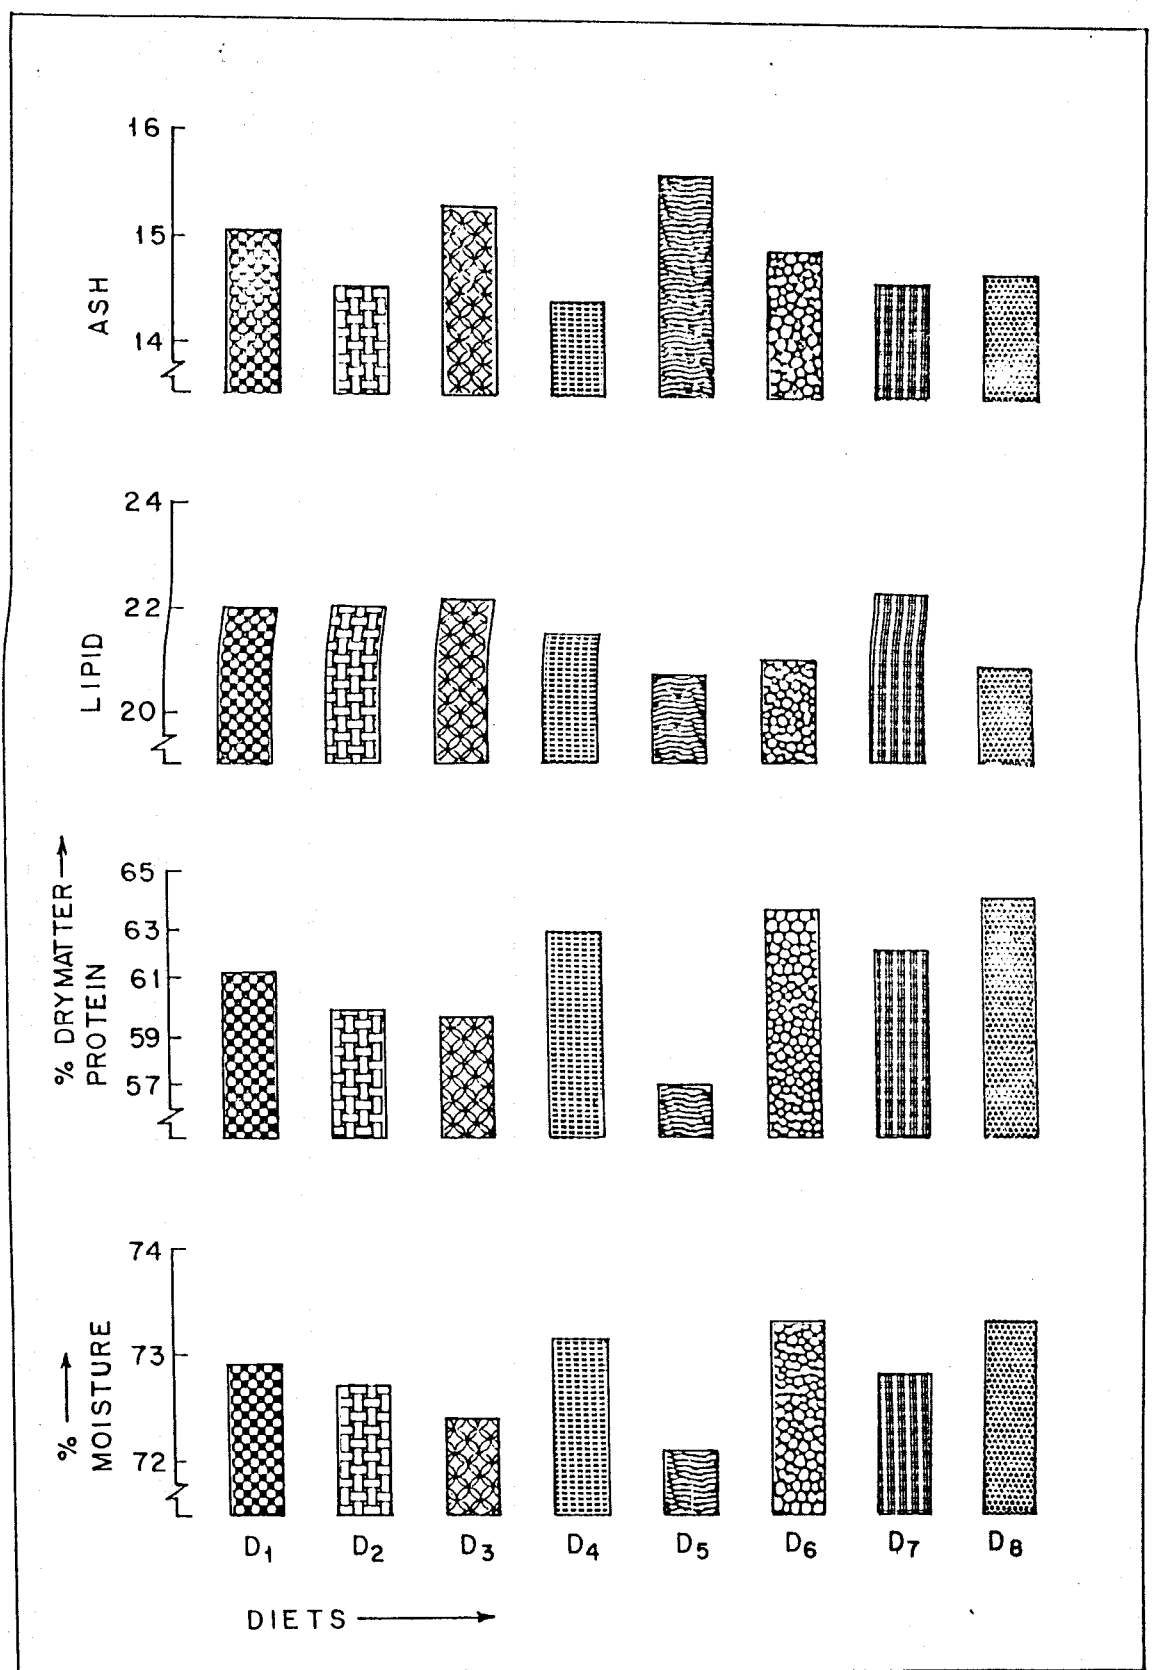 16
15
14
ASH
24
22
20
LIPID
65
63
61
59
57
% DRYMATTER
PROTEIN
74
73
72
%
MOISTURE
D1 D2 D3 D4 D5 D6 D7 D8
DIETS